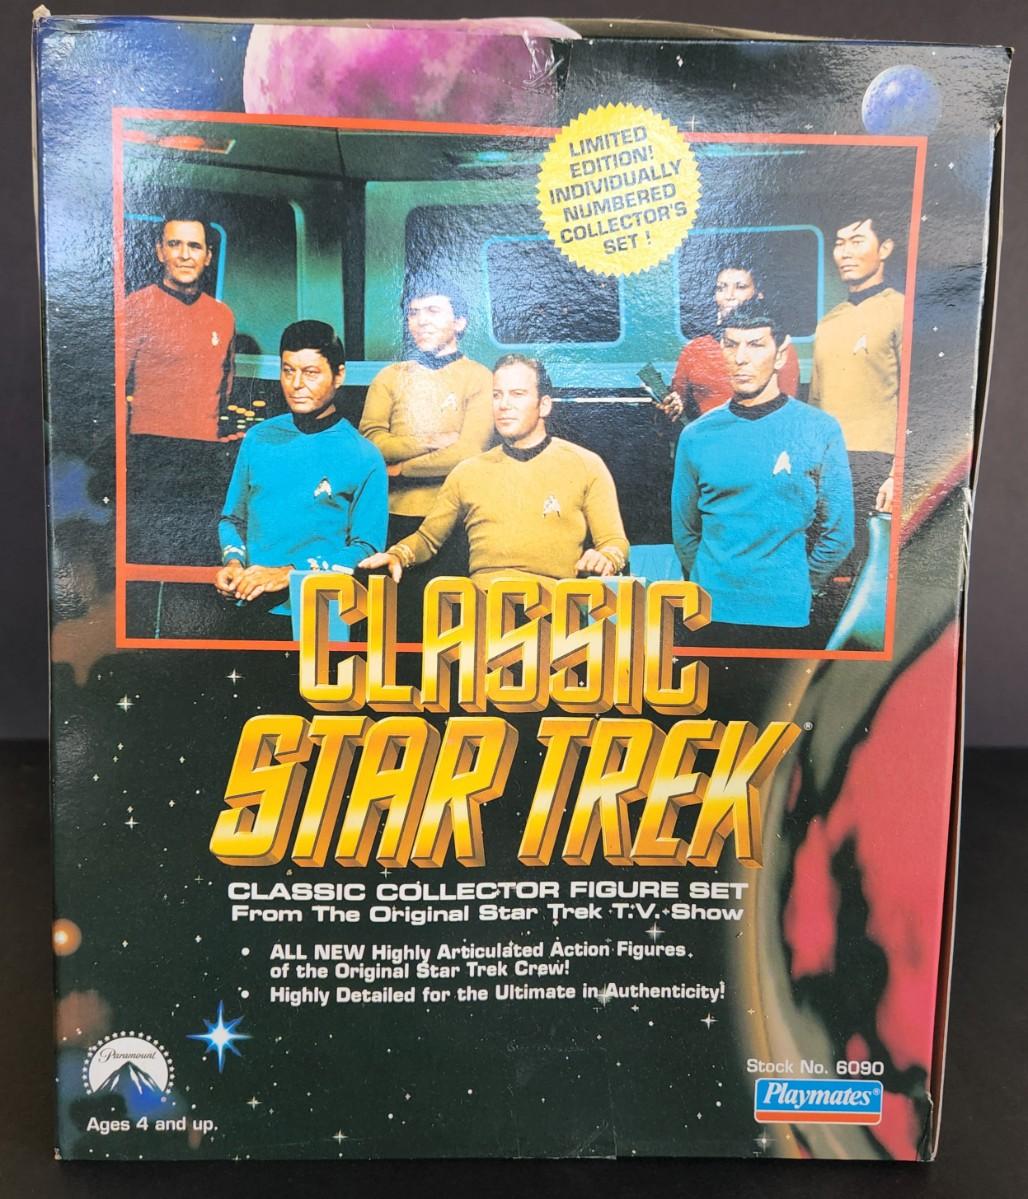 LIMITED
EDITION!
INDIVIDUALLY
NUMBERED
COLLECTOR'S
SET !
CLASSIC
STAR TREK®
CLASSIC COLLECTOR FIGURE SET
From The Original Star Trek T.V. Show
• ALL NEW Highly Articulated Action Figures
of the Original Star Trek Crew!
• Highly Detailed for the Ultimate in Authenticity!
Paramount
Ages 4 and up.
Stock No. 6090
Playmates®